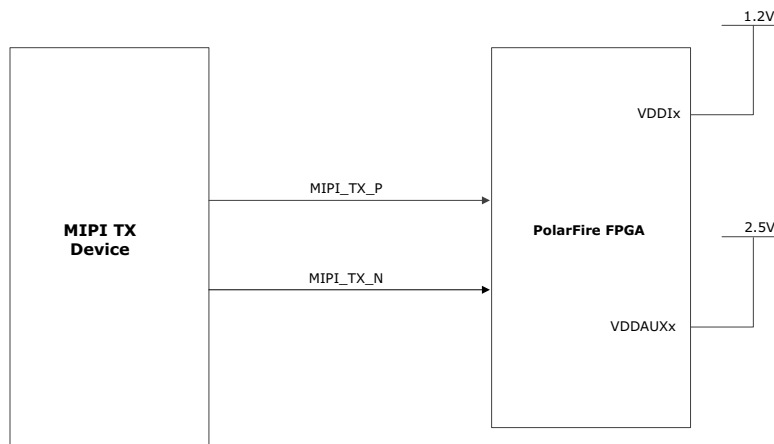 1.2V
VDDIx
MIPI_TX_P
MIPI TX
Device
PolarFire FPGA
2.5V
MIPI_TX_N
VDDAUXx